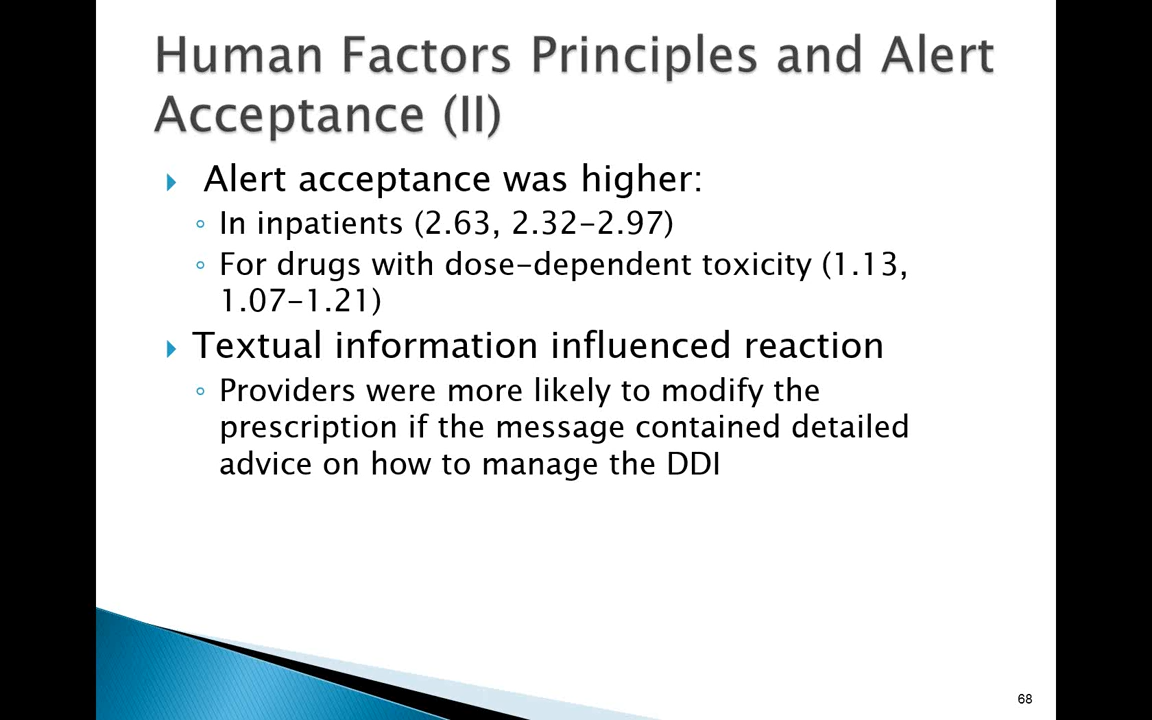 Human Factors Principles and Alert
Acceptance (II)
Alert acceptance was higher:
In inpatients (2.63, 2.32-2.97)
For drugs with dose-dependent toxicity (1.13,
1.07-1.21)
Textual information influenced reaction
Providers were more likely to modify the
prescription if the message contained detailed
advice on how to manage the DDI
68